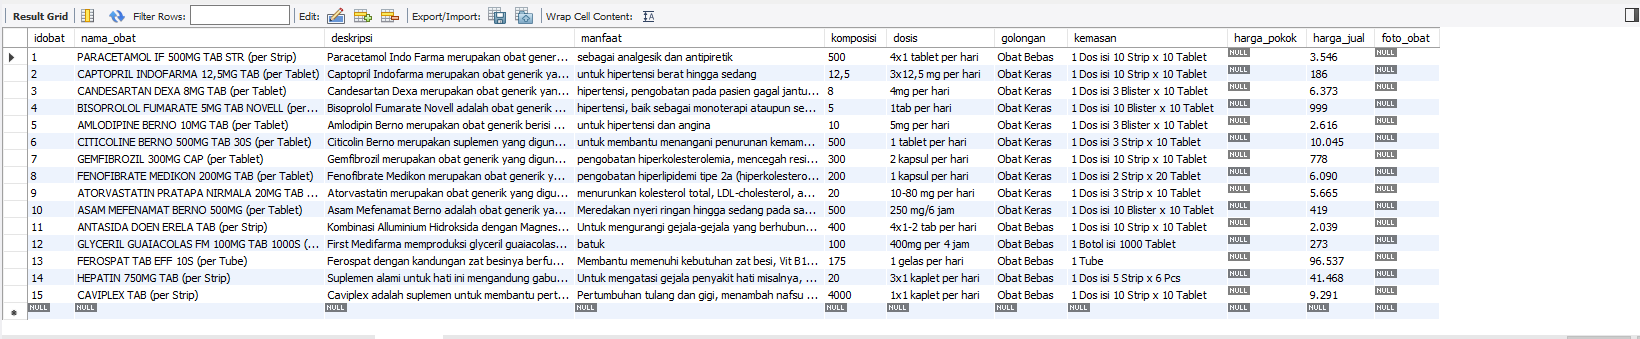 Result Grid Filter Rows: Edit: Export/Import: Wrap Cell Content: IA
idobat nama_obat deskripsi manfaat komposisi dosis golongan kemasan harga_pokok harga_jual foto_obat
1 PARACETAMOL IF 500MG TAB STR (per Strip) Paracetamol Indo Farma merupakan obat gener... sebagai analgesik dan antipiretik 500 4x1 tablet per hari Obat Bebas 1 Dos isi 10 Strip x 10 Tablet NULL 3.546 NULL
2 CAPTOPRIL INDOFARMA 12,5MG TAB (per Tablet) Captopril Indofarma merupakan obat generik ya... untuk hipertensi berat hingga sedang 12,5 3x12,5 mg per hari Obat Keras 1 Dos isi 10 Strip x 10 Tablet NULL 186 NULL
3 CANDESARTAN DEXA 8MG TAB (per Tablet) Candesartan Dexa merupakan obat generik yan... hipertensi, pengobatan pada pasien gagal jantu... 8 4mg per hari Obat Keras 1 Dos isi 3 Blister x 10 Tablet NULL 6.373 NULL
4 BISOPROLOL FUMARATE 5MG TAB NOVELL (per... Bisoprolol Fumarate Novell adalah obat generik ... hipertensi, baik sebagai monoterapi ataupun se... 5 1tab per hari Obat Keras 1 Dos isi 10 Blister x 10 Tablet NULL 999 NULL
5 AMLODIPINE BERNO 10MG TAB (per Tablet) Amlodipin Berno merupakan obat generik berisi ... untuk hipertensi dan angina 10 5mg per hari Obat Keras 1 Dos isi 3 Blister x 10 Tablet NULL 2.616 NULL
6 CITICOLINE BERNO 500MG TAB 30S (per Tablet) Citicolin Berno merupakan suplemen yang digun... untuk membantu menangani penurunan kemam... 500 1 tablet per hari Obat Keras 1 Dos isi 3 Strip x 10 Tablet NULL 10.045 NULL
7 GEMFIBROZIL 300MG CAP (per Tablet) Gemfibrozil merupakan obat generik yang digun... pengobatan hiperkolesterolemia, mencegah resi... 300 2 kapsul per hari Obat Keras 1 Dos isi 10 Strip x 10 Tablet NULL 778 NULL
8 FENOFIBRATE MEDIKON 200MG TAB (per Tablet) Fenofibrate Medikon merupakan obat generik y... pengobatan hiperlipidemi tipe 2a (hiperkolestero... 200 1 kapsul per hari Obat Keras 1 Dos isi 2 Strip x 20 Tablet NULL 6.090 NULL
9 ATORVASTATIN PRATAPA NIRMALA 20MG TAB ... Atorvastatin merupakan obat generik yang digu... menurunkan kolesterol total, LDL-cholesterol, a... 20 10-80 mg per hari Obat Keras 1 Dos isi 3 Strip x 10 Tablet NULL 5.665 NULL
10 ASAM MEFENAMAT BERNO 500MG (per Tablet) Asam Mefenamat Berno adalah obat generik ya... Meredakan nyeri ringan hingga sedang pada sa... 500 250 mg/6 jam Obat Keras 1 Dos isi 10 Blister x 10 Tablet NULL 419 NULL
11 ANTASIDA DOEN ERELA TAB (per Strip) Kombinasi Alluminium Hidroksida dengan Magnes... Untuk mengurangi gejala-gejala yang berhubun... 400 4x1-2 tab per hari Obat Bebas 1 Dos isi 10 Strip x 10 Tablet NULL 2.039 NULL
12 GLYCERIL GUAIACOLAS FM 100MG TAB 1000S (... First Medifarma memproduksi glyceril guaiacolas... batuk 100 400mg per 4 jam Obat Bebas 1 Botol isi 1000 Tablet NULL 273 NULL
13 FEROSPAT TAB EFF 10S (per Tube) Ferospat dengan kandungan zat besinya berfu... Membantu memenuhi kebutuhan zat besi, Vit B1... 175 1 gelas per hari Obat Bebas 1 Tube NULL 96.537 NULL
14 HEPATIN 750MG TAB (per Strip) Suplemen alami untuk hati ini mengandung gabu... Untuk mengatasi gejala penyakit hati misalnya, ... 20 3x1 kaplet per hari Obat Bebas 1 Dos isi 5 Strip x 6 Pcs NULL 41.468 NULL
15 CAVIPLEX TAB (per Strip) Caviplex adalah suplemen untuk membantu pert... Pertumbuhan tulang dan gigi, menambah nafsu ... 4000 1x1 kaplet per hari Obat Bebas 1 Dos isi 10 Strip x 10 Tablet NULL 9.291 NULL
NULL NULL NULL NULL NULL NULL NULL NULL NULL NULL NULL